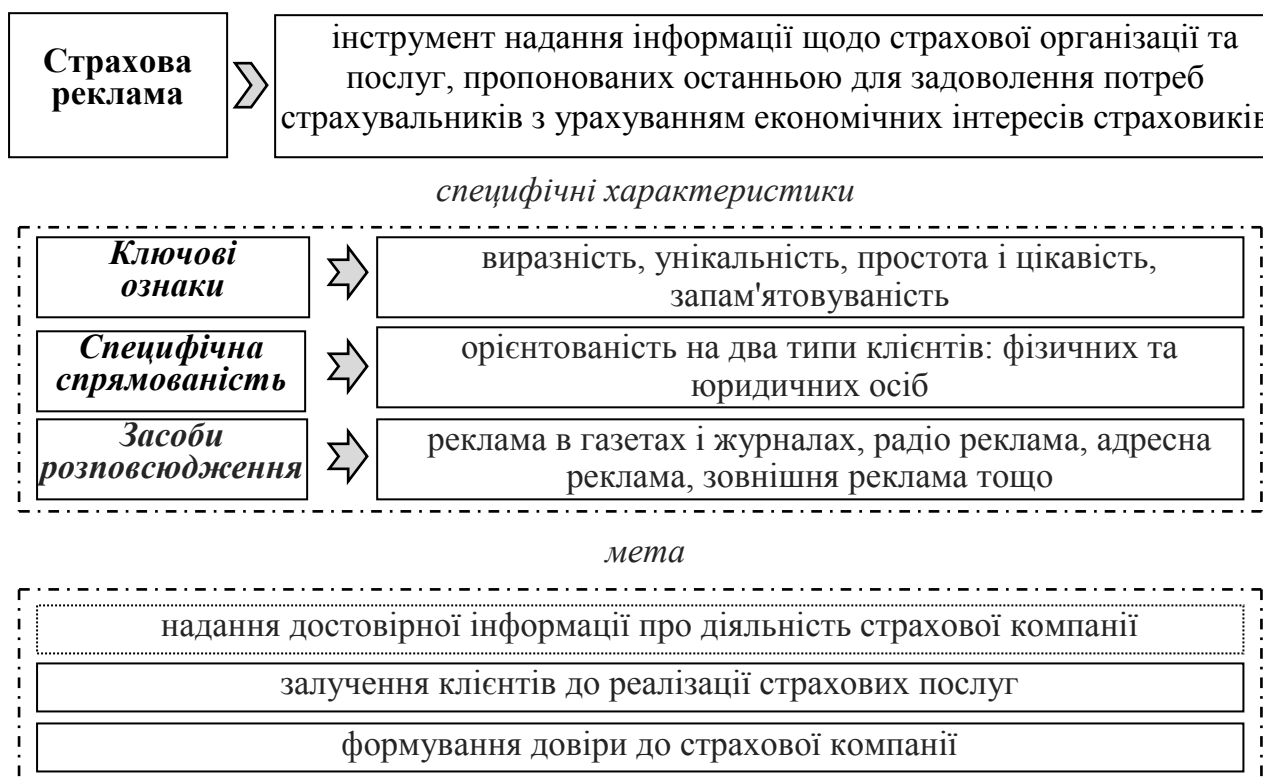 Страхова
реклама
інструмент надання інформації щодо страхової організації та
послуг, пропонованих останньою для задоволення потреб
страхувальників з урахуванням економічних інтересів страховиків
специфічні характеристики
Ключові
ознаки
виразність, унікальність, простота і цікавість,
запам'ятовуваність
Специфічна
спрямованість
орієнтованість на два типи клієнтів: фізичних та
юридичних осіб
Засоби
розповсюдження
реклама в газетах і журналах, радіо реклама, адресна
реклама, зовнішня реклама тощо
мета
надання достовірної інформації про діяльність страхової компанії
залучення клієнтів до реалізації страхових послуг
формування довіри до страхової компанії